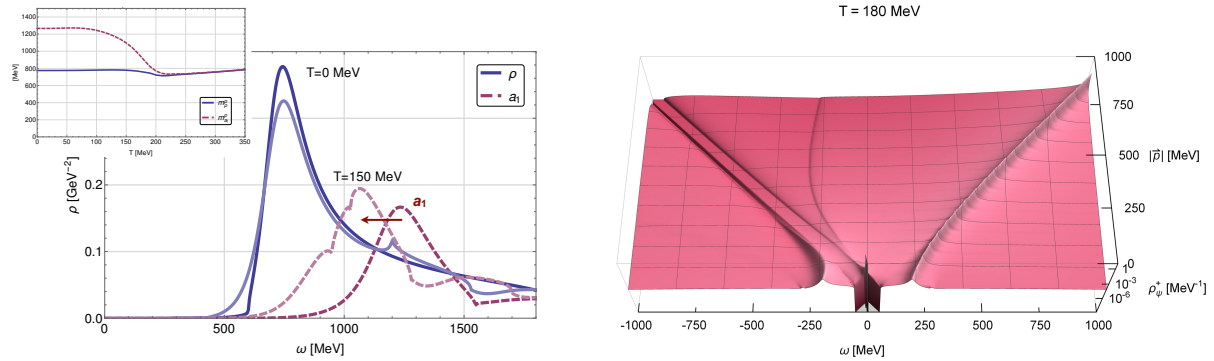 1400
1200
1000
800
600
400
200
0
[MeV]
0 50 100 150 200 250 300 350
T [MeV]
T=0 MeV
ρ
a₁
T=150 MeV
a₁
0.2
0.1
0.0
ρ [GeV⁻²]
0 500 1000 1500
ω [MeV]
T = 180 MeV
1000
750
|p⃗| [MeV]
500
250
0
1
10⁻³
10⁻⁶
ρ⁺ψ [MeV⁻¹]
-1000 -750 -500 -250 0 250 500 750 1000
ω [MeV]